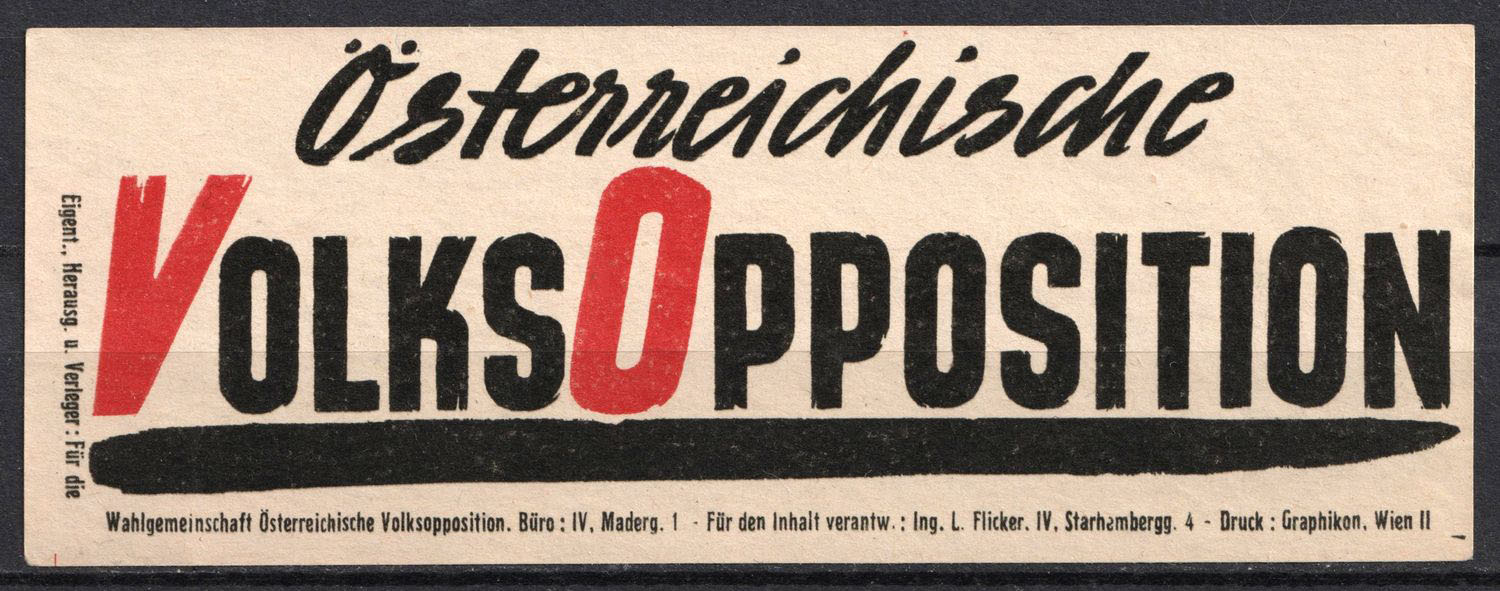 Österreichische
VOLKSOPPOSITION
Eigent., Herausg. u. Verleger: Für die
Wahlgemeinschaft Österreichische Volksopposition. Büro: IV, Maderg. 1 - Für den Inhalt verantw.: Ing. L. Flicker. IV, Starhembergg. 4 - Druck: Graphikon, Wien II